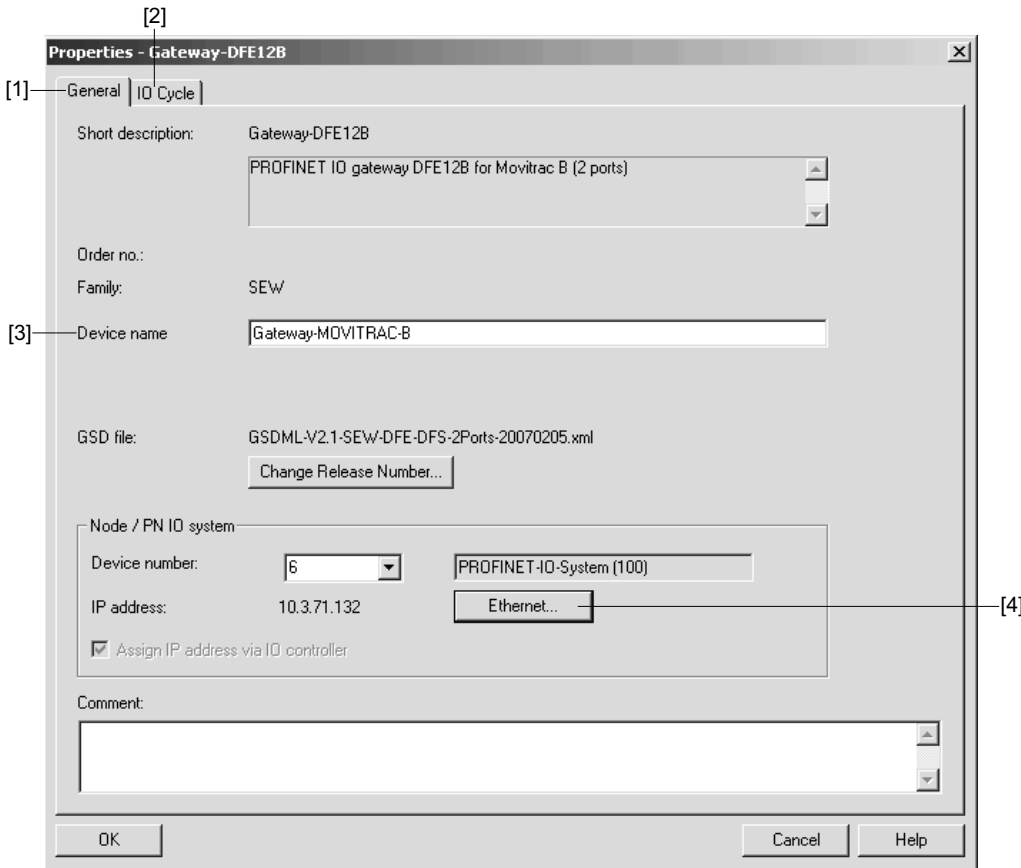 [2]
Properties - Gateway-DFE12B
[1] General IO Cycle
Short description: Gateway-DFE12B
PROFINET IO gateway DFE12B for Movitrac B (2 ports)
Order no.:
Family: SEW
[3] Device name Gateway-MOVITRAC-B
GSD file: GSDML-V2.1-SEW-DFE-DFS-2Ports-20070205.xml
Change Release Number...
Node / PN IO system
Device number: 6 PROFINET-IO-System (100)
IP address: 10.3.71.132 Ethernet... [4]
Assign IP address via IO controller
Comment:
OK Cancel Help